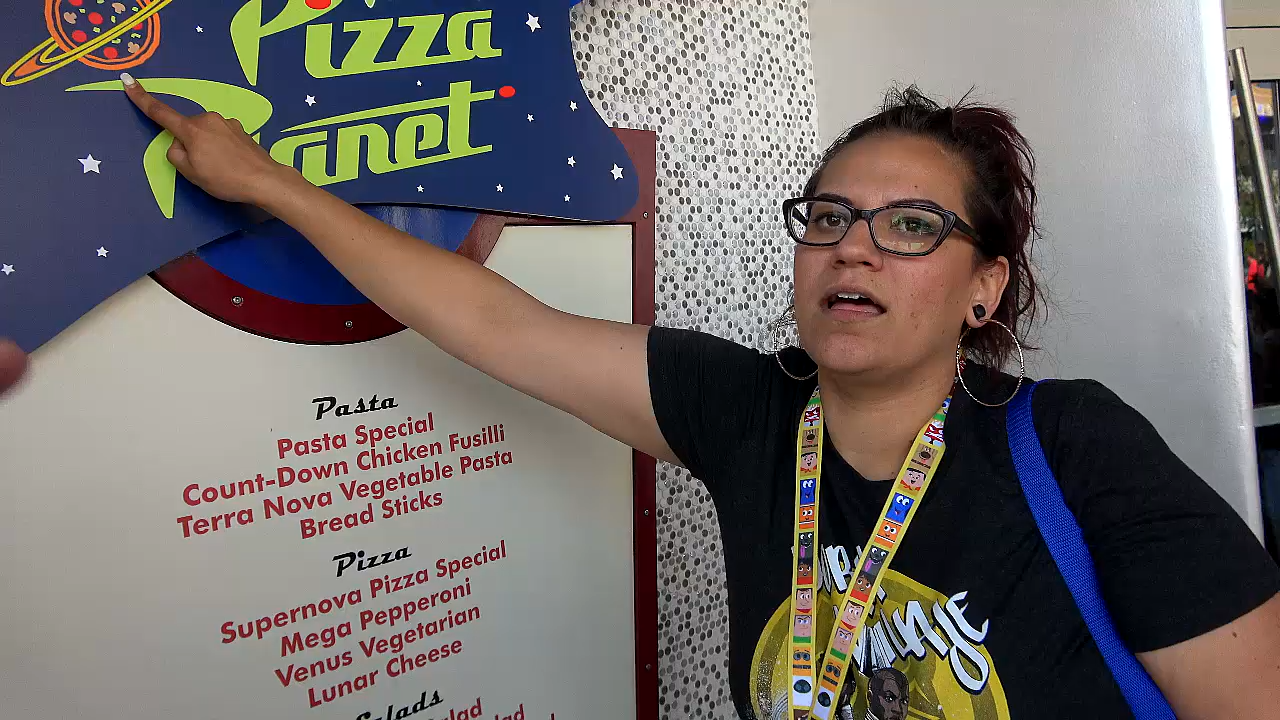 Pizza
Planet
Pasta
Pasta Special
Count-Down Chicken Fusilli
Terra Nova Vegetable Pasta
Bread Sticks
Pizza
Supernova Pizza Special
Mega Pepperoni
Venus Vegetarian
Lunar Cheese
Salads